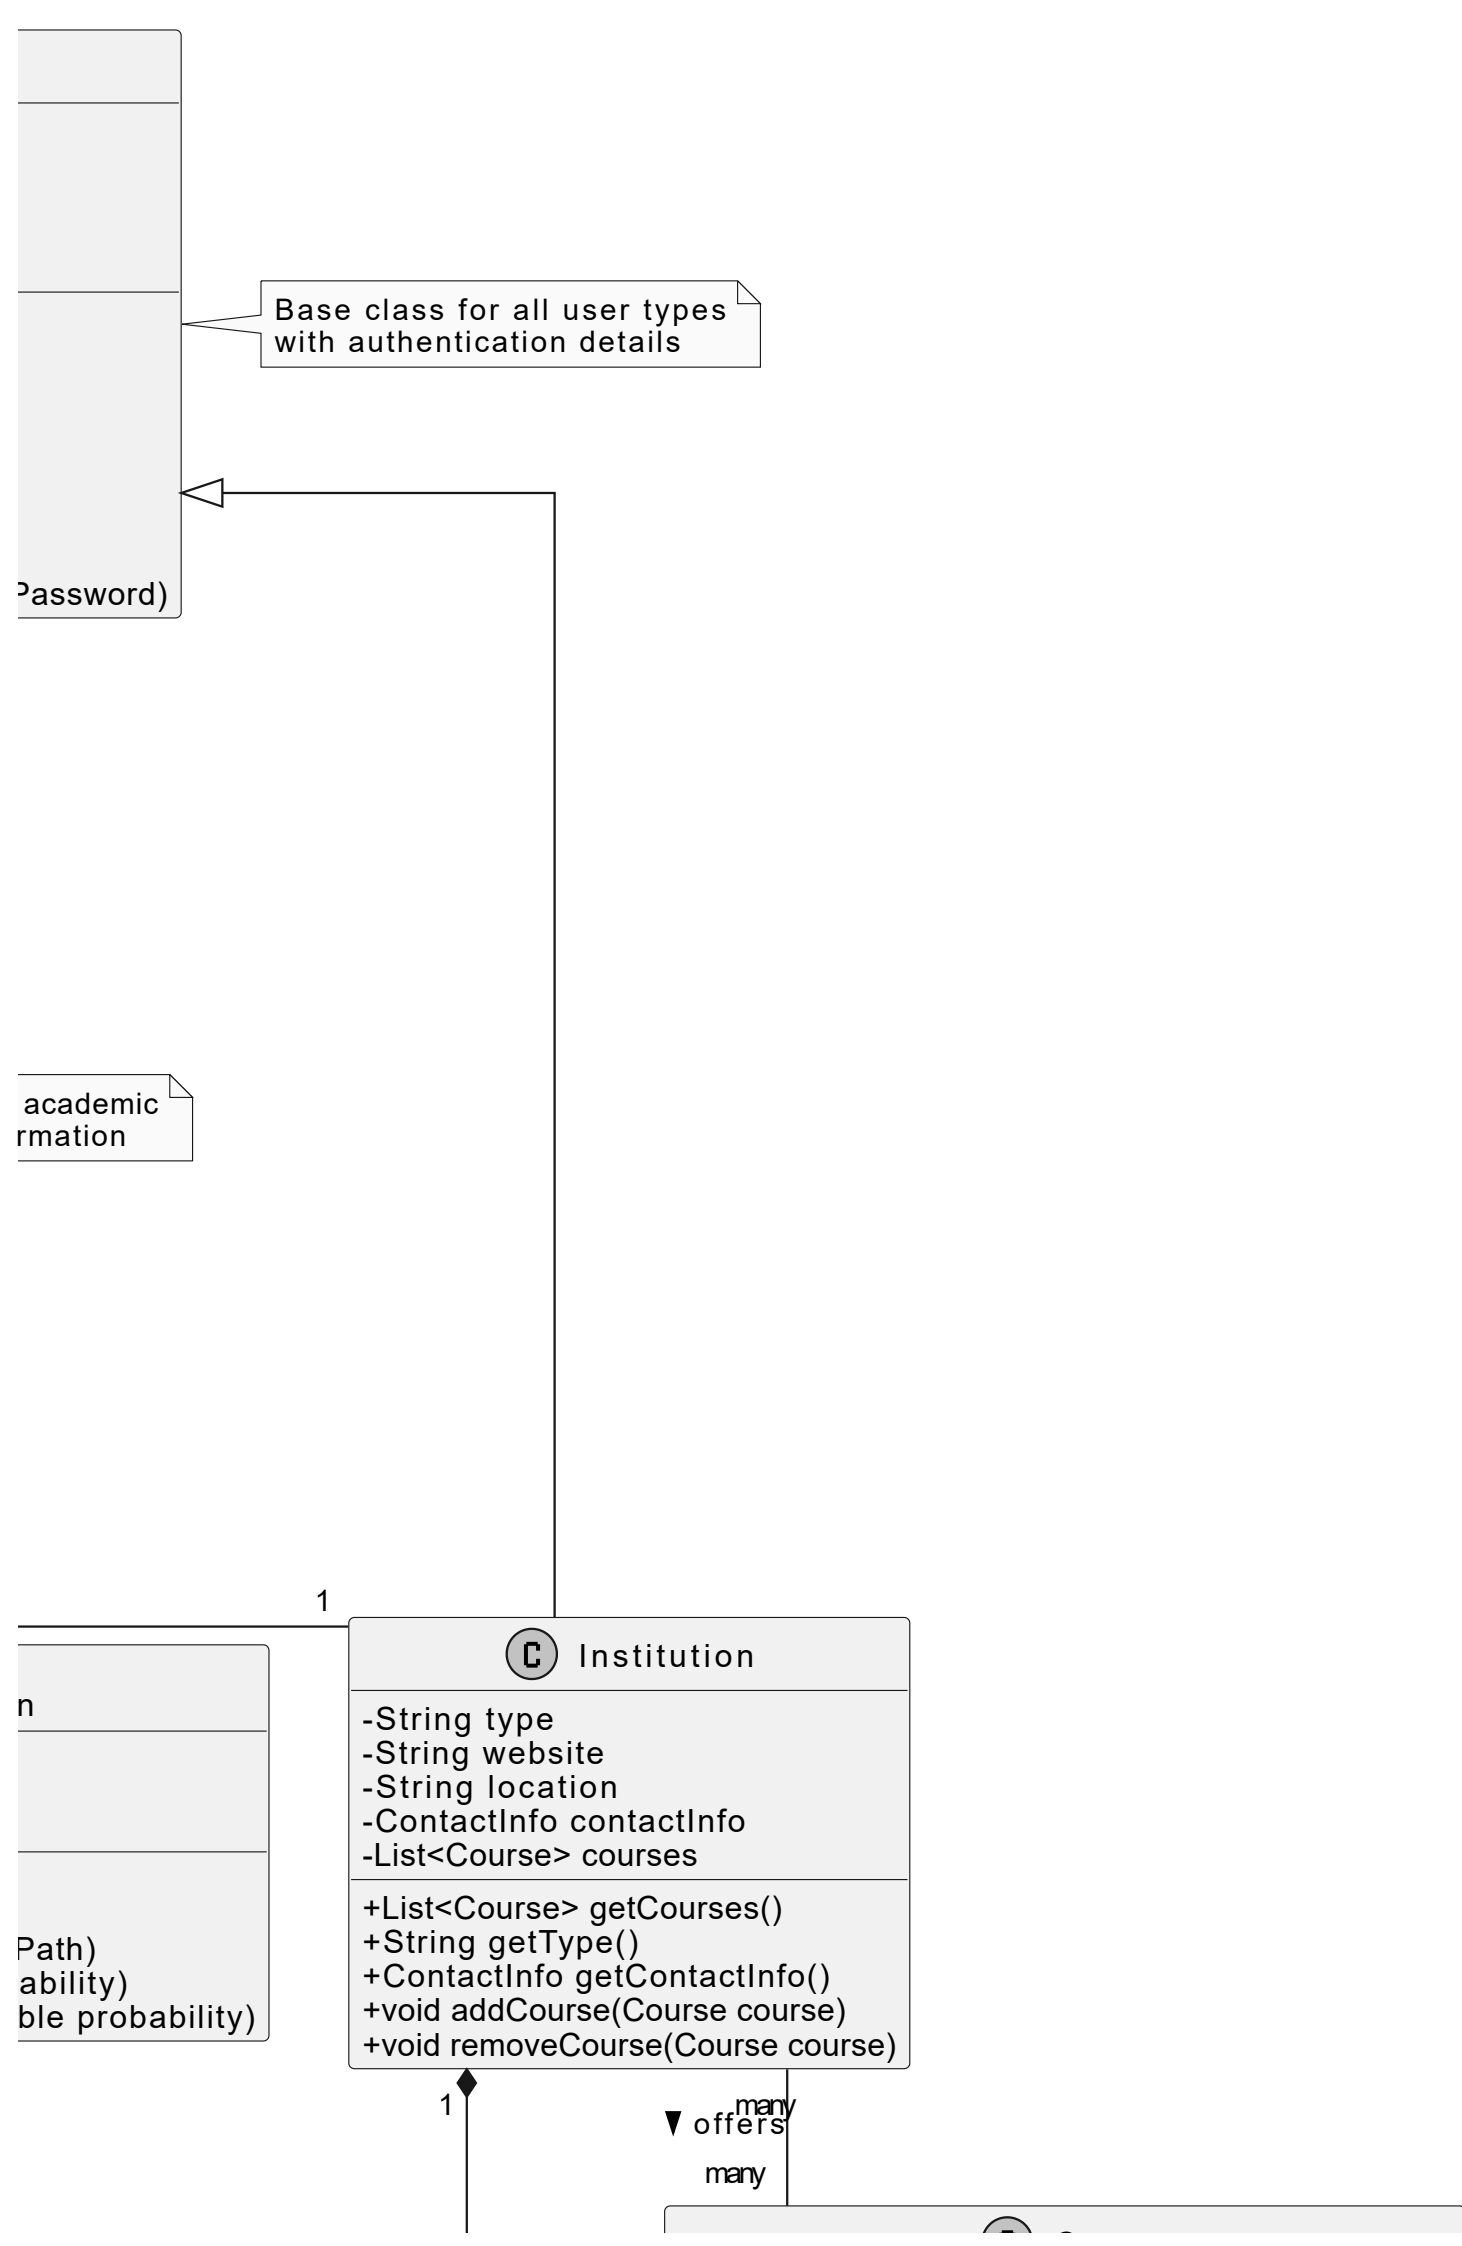 Base class for all user types
with authentication details
Password)
academic
rmation
1
C Institution
n
-String type
-String website
-String location
-ContactInfo contactInfo
-List<Course> courses
+List<Course> getCourses()
+String getType()
+ContactInfo getContactInfo()
+void addCourse(Course course)
+void removeCourse(Course course)
Path)
ability)
ble probability)
1
many
offers
many